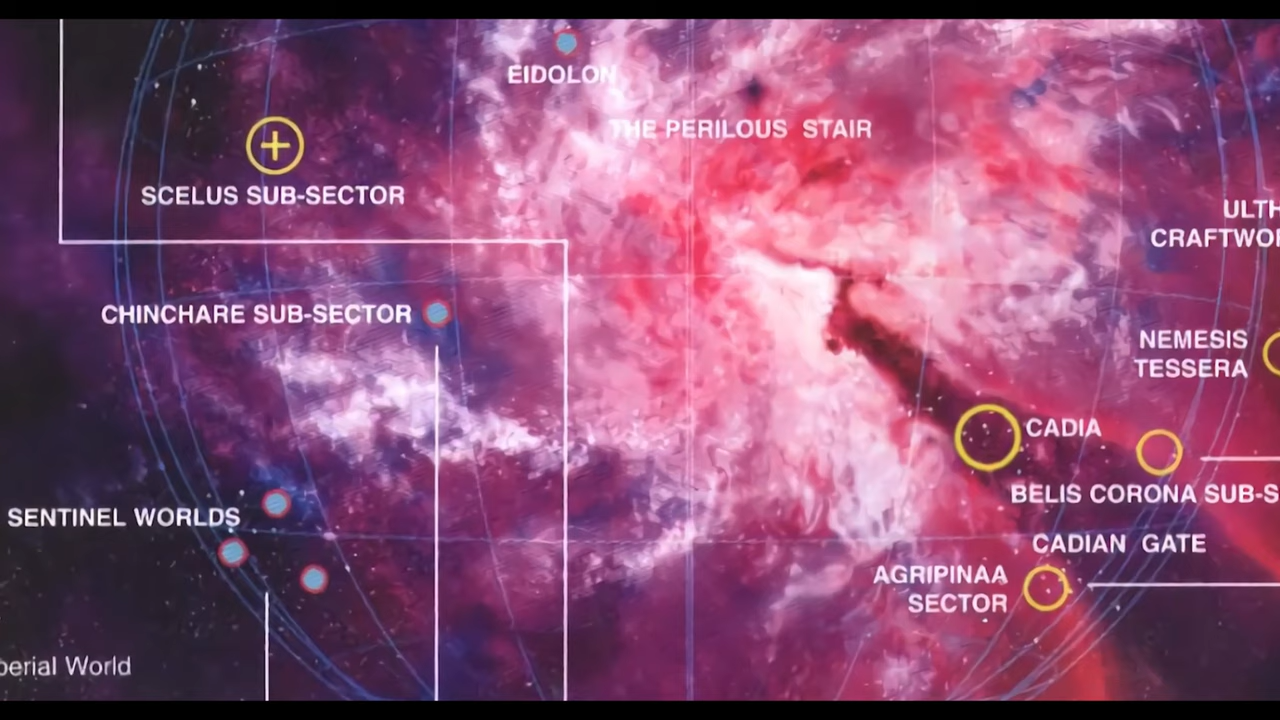 EIDOLON
THE PERILOUS STAIR
SCELUS SUB-SECTOR
ULTH
CRAFTWO
CHINCHARE SUB-SECTOR
NEMESIS
TESSERA
CADIA
BELIS CORONA SUB-S
SENTINEL WORLDS
CADIAN GATE
AGRIPINAA
SECTOR
perial World